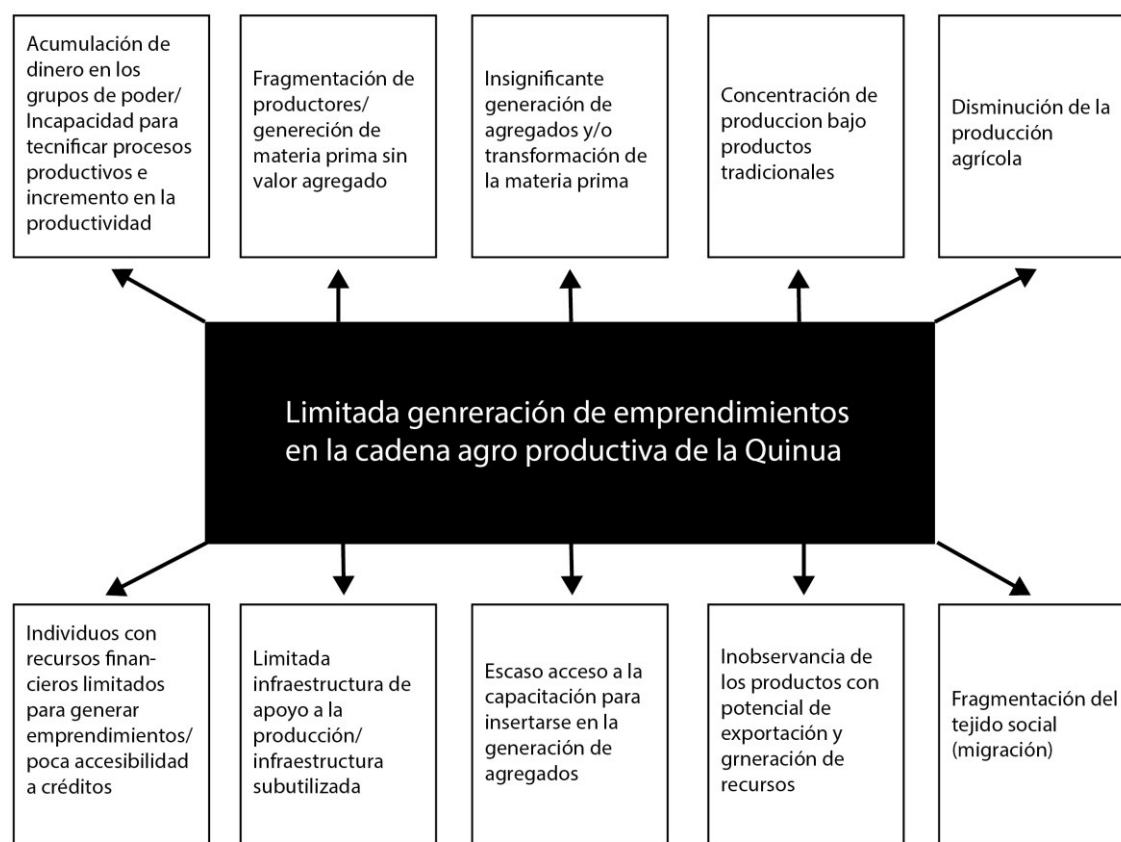 Acumulación de
dinero en los
grupos de poder/
Incapacidad para
tecnificar procesos
productivos e
incremento en la
productividad
Fragmentación de
productores/
genereción de
materia prima sin
valor agregado
Insignificante
generación de
agregados y/o
transformación de
la materia prima
Concentración de
produccion bajo
productos
tradicionales
Disminución de la
producción
agrícola
Limitada genreración de emprendimientos
en la cadena agro productiva de la Quinua
Individuos con
recursos finan-
cieros limitados
para generar
emprendimientos/
poca accesibilidad
a créditos
Limitada
infraestructura de
apoyo a la
producción/
infraestructura
subutilizada
Escaso acceso a la
capacitación para
insertarse en la
generación de
agregados
Inobservancia de
los productos con
potencial de
exportación y
grneración de
recursos
Fragmentación del
tejido social
(migración)